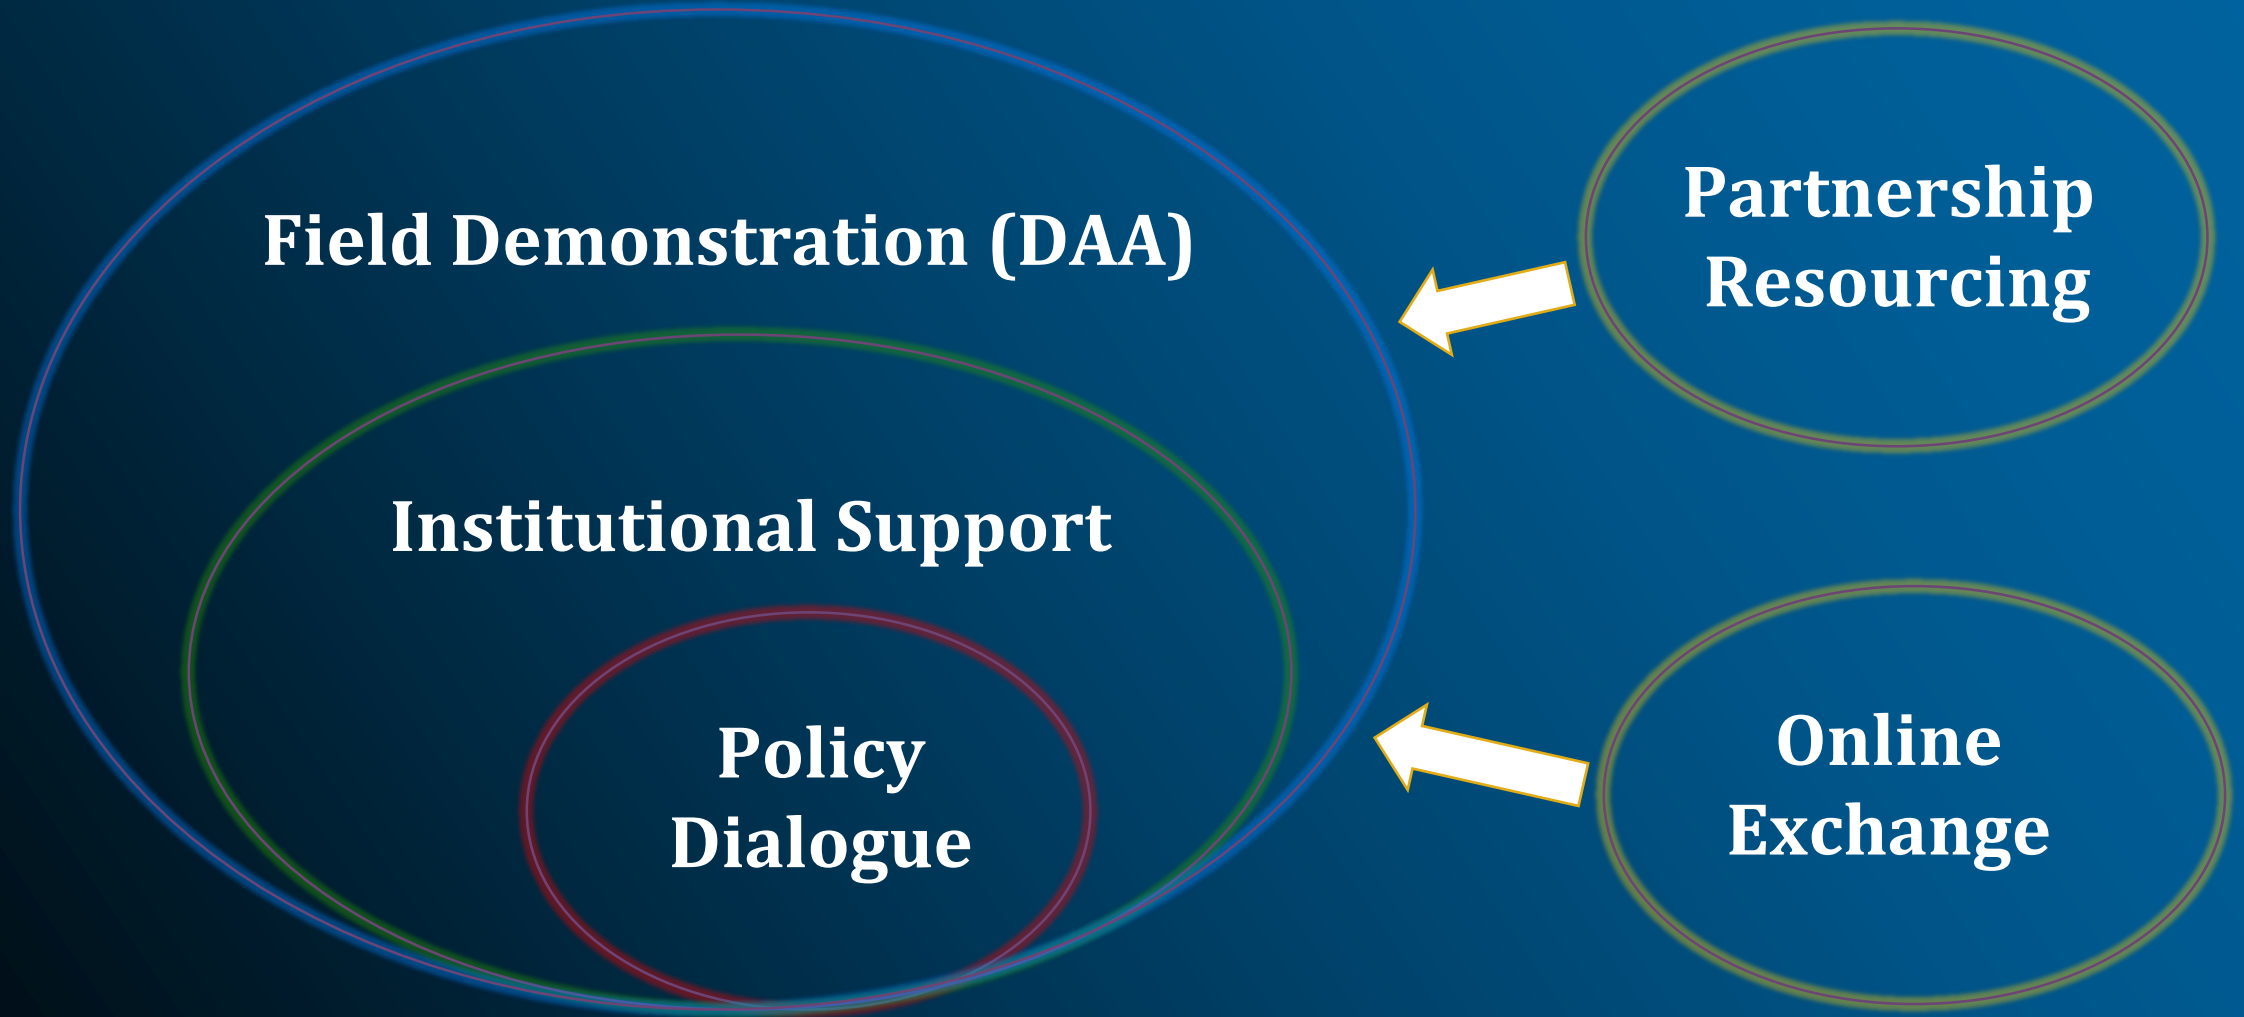 Field Demonstration (DAA)
Institutional Support
Policy
Dialogue
Partnership
Resourcing
Online
Exchange